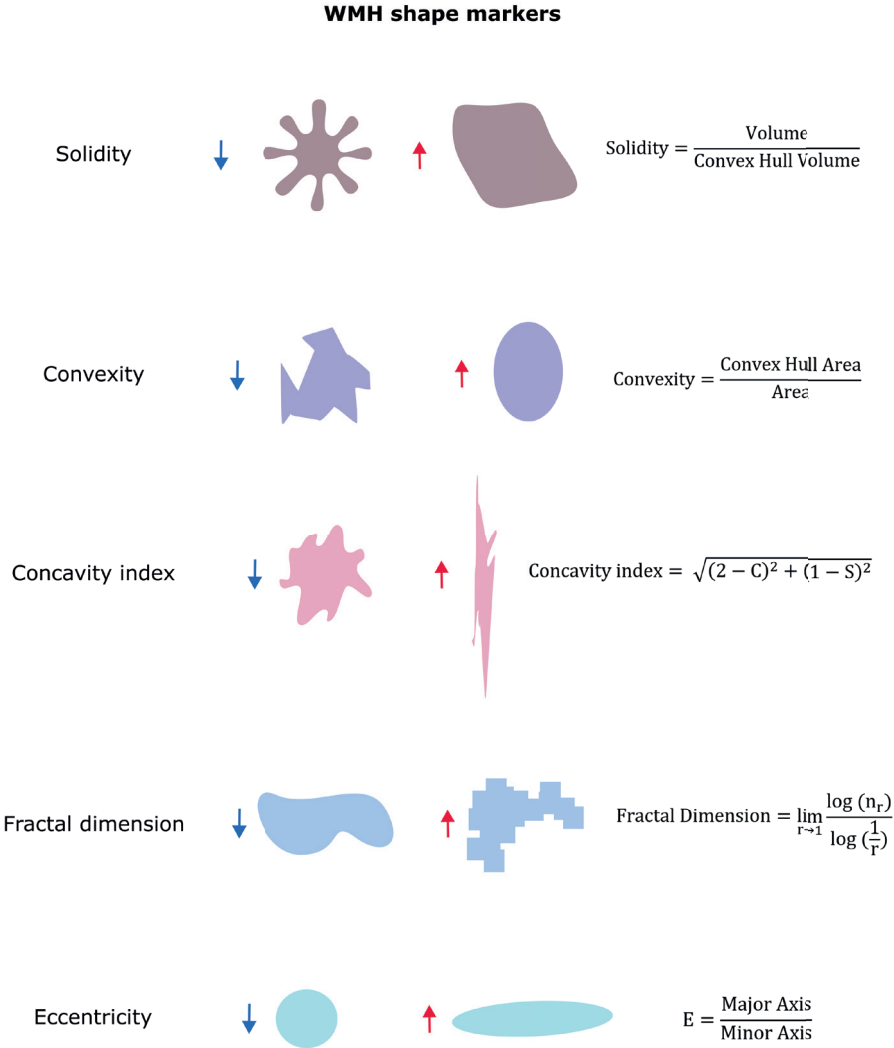 WMH shape markers
Solidity
Solidity = Volume / Convex Hull Volume
Convexity
Convexity = Convex Hull Area / Area
Concavity index
Concavity index = √(2 − C)² + (1 − S)²
Fractal dimension
Fractal Dimension = lim r→1 log (nᵣ) / log (1/r)
Eccentricity
E = Major Axis / Minor Axis